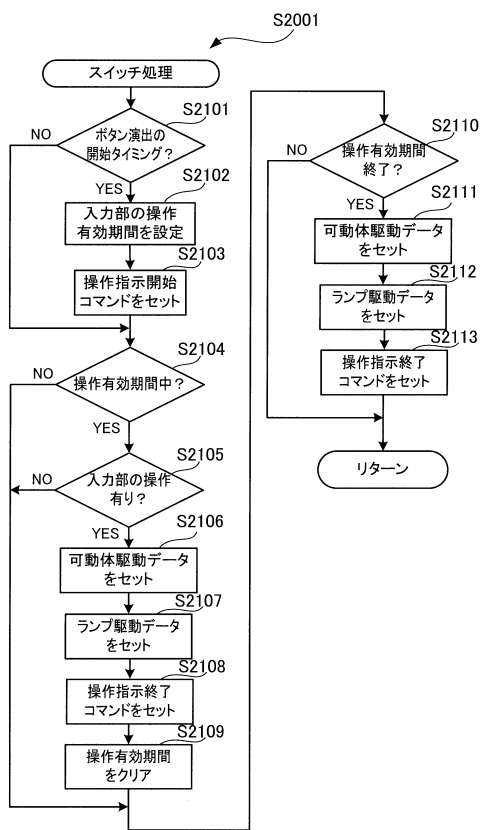 S2001
スイッチ処理
S2101
ボタン演出の
開始タイミング？
NO
YES
S2102
入力部の操作
有効期間を設定
S2103
操作指示開始
コマンドをセット
S2104
操作有効期間中？
NO
YES
S2105
入力部の操作
有り？
NO
YES
S2106
可動体駆動データ
をセット
S2107
ランプ駆動データ
をセット
S2108
操作指示終了
コマンドをセット
S2109
操作有効期間
をクリア
S2110
操作有効期間
終了？
NO
YES
S2111
可動体駆動データ
をセット
S2112
ランプ駆動データ
をセット
S2113
操作指示終了
コマンドをセット
リターン